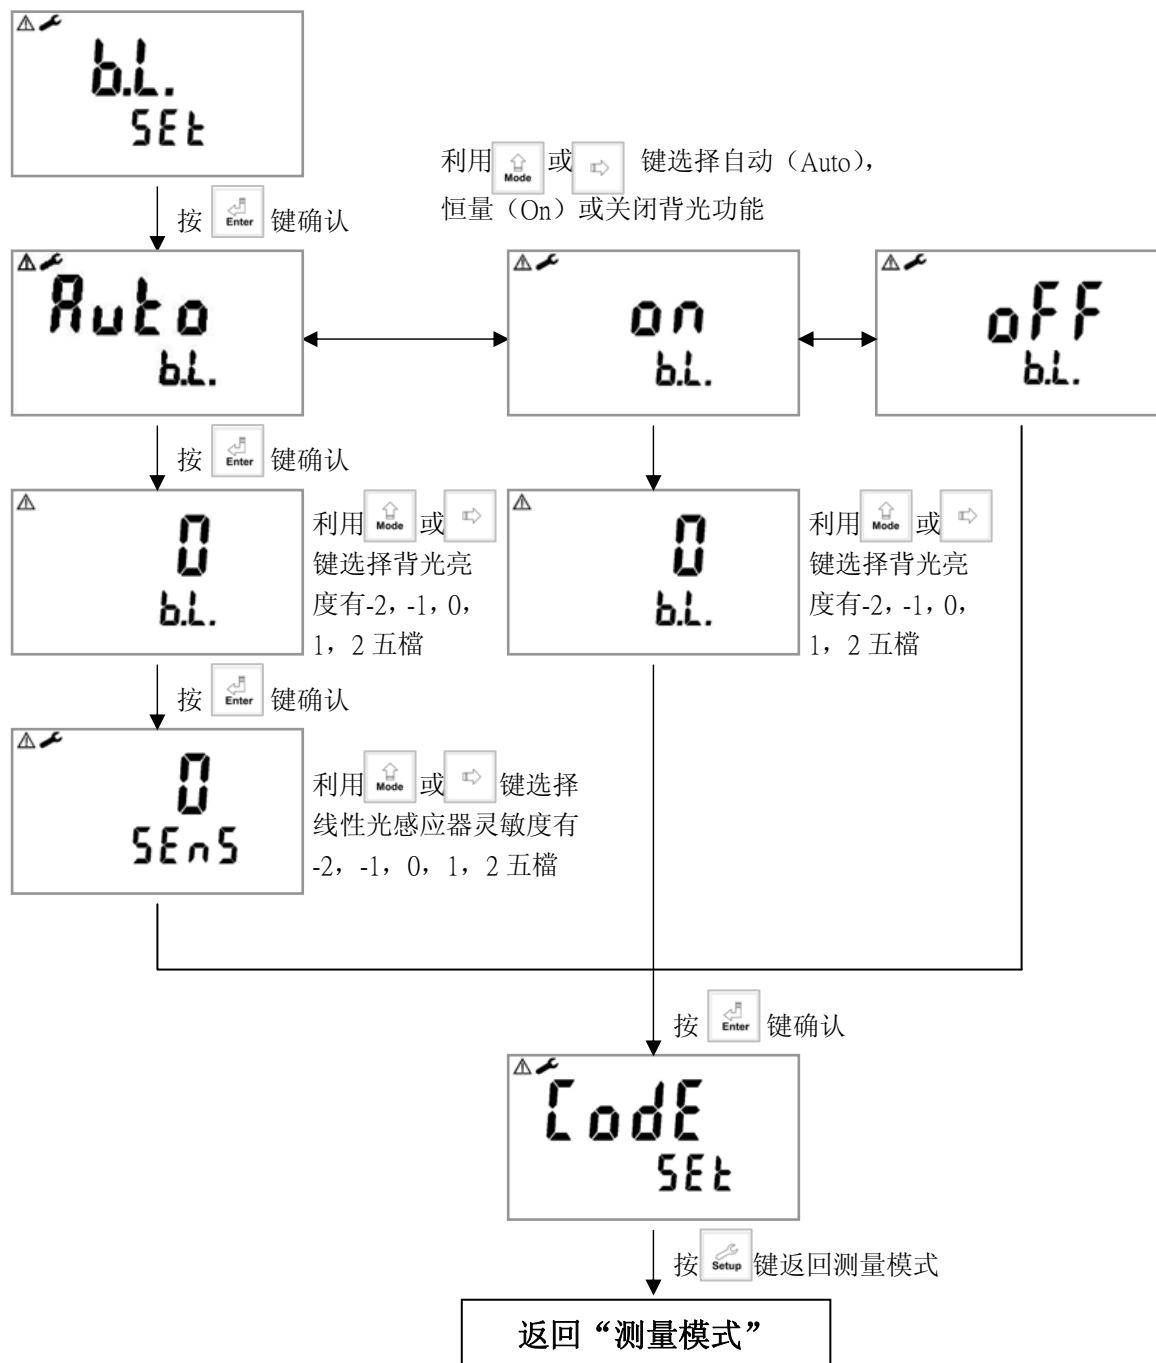 b.L.
SEt
利用 Mode 或 键选择自动（Auto），
恒量（On）或关闭背光功能
按 Enter 键确认
Auto
b.L.
on
b.L.
oFF
b.L.
按 Enter 键确认
0
b.L.
利用 Mode 或
键选择背光亮
度有-2，-1，0，
1，2 五檔
0
b.L.
利用 Mode 或
键选择背光亮
度有-2，-1，0，
1，2 五檔
按 Enter 键确认
0
SEnS
利用 Mode 或 键选择
线性光感应器灵敏度有
-2，-1，0，1，2 五檔
按 Enter 键确认
CodE
SEt
按 Setup 键返回测量模式
返回“测量模式”